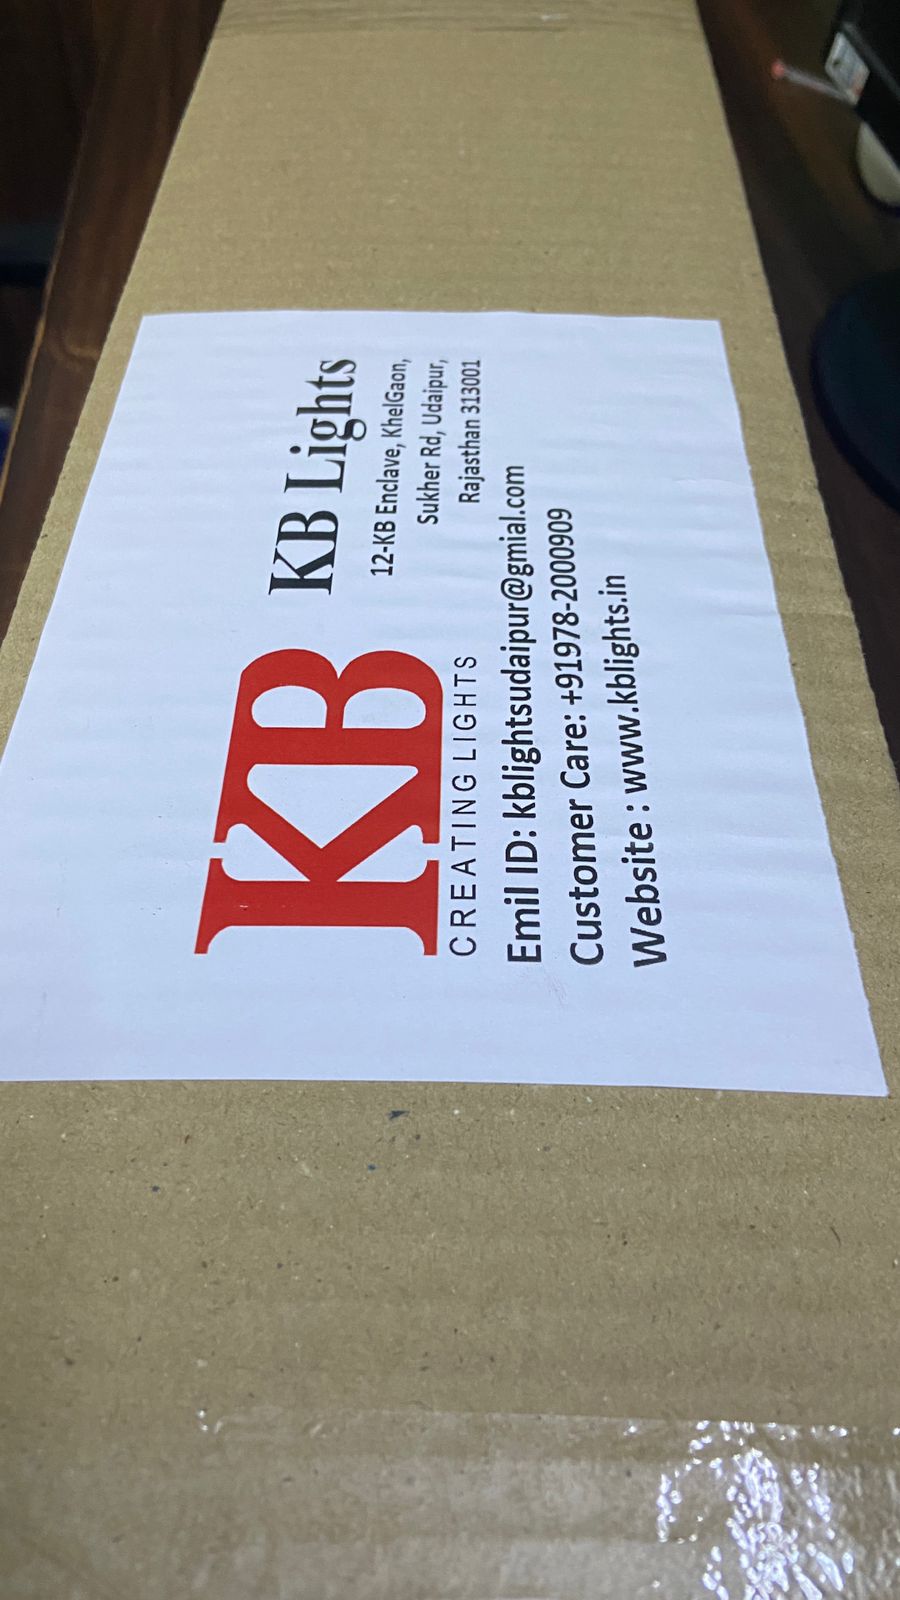 KB
CREATING LIGHTS
KB Lights
12-KB Enclave, KhelGaon,
Sukher Rd, Udaipur,
Rajasthan 313001
Emil ID: kblightsudaipur@gmial.com
Customer Care: +91978-2000909
Website : www.kblights.in